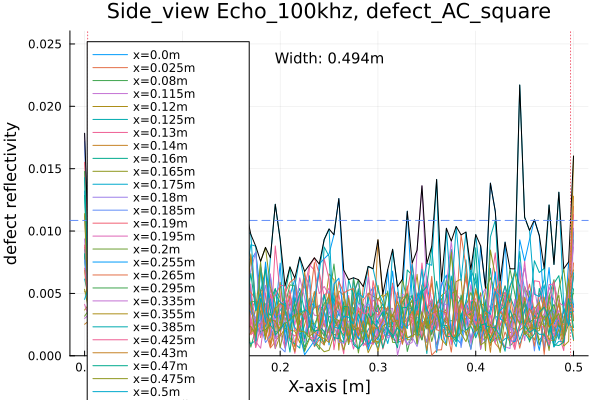 Side_view Echo_100khz, defect_AC_square
0.025
0.020
0.015
0.010
0.005
0.000
defect reflectivity
Width: 0.494m
x=0.0m
x=0.025m
x=0.08m
x=0.115m
x=0.12m
x=0.125m
x=0.13m
x=0.14m
x=0.16m
x=0.165m
x=0.175m
x=0.18m
x=0.185m
x=0.19m
x=0.195m
x=0.2m
x=0.255m
x=0.265m
x=0.295m
x=0.335m
x=0.355m
x=0.385m
x=0.425m
x=0.43m
x=0.47m
x=0.475m
x=0.5m
0.2
0.3
0.4
0.5
X-axis [m]